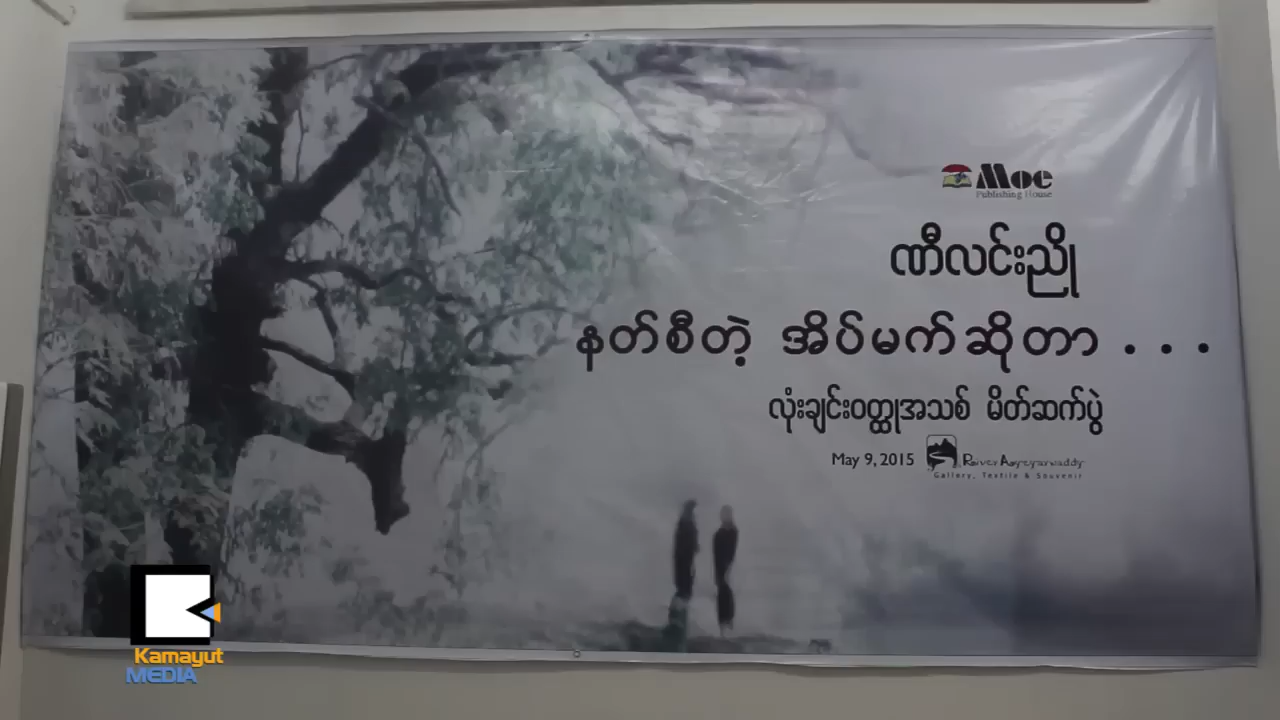 Moe
Publishing House
ဏီလင်းညို
နတ်စီတဲ့ အိပ်မက်ဆိုတာ . . .
လုံးချင်းဝတ္ထုအသစ် မိတ်ဆက်ပွဲ
May 9, 2015 River Ayeyarwaddy
Gallery, Textile & Souvenir
Kamayut
MEDIA